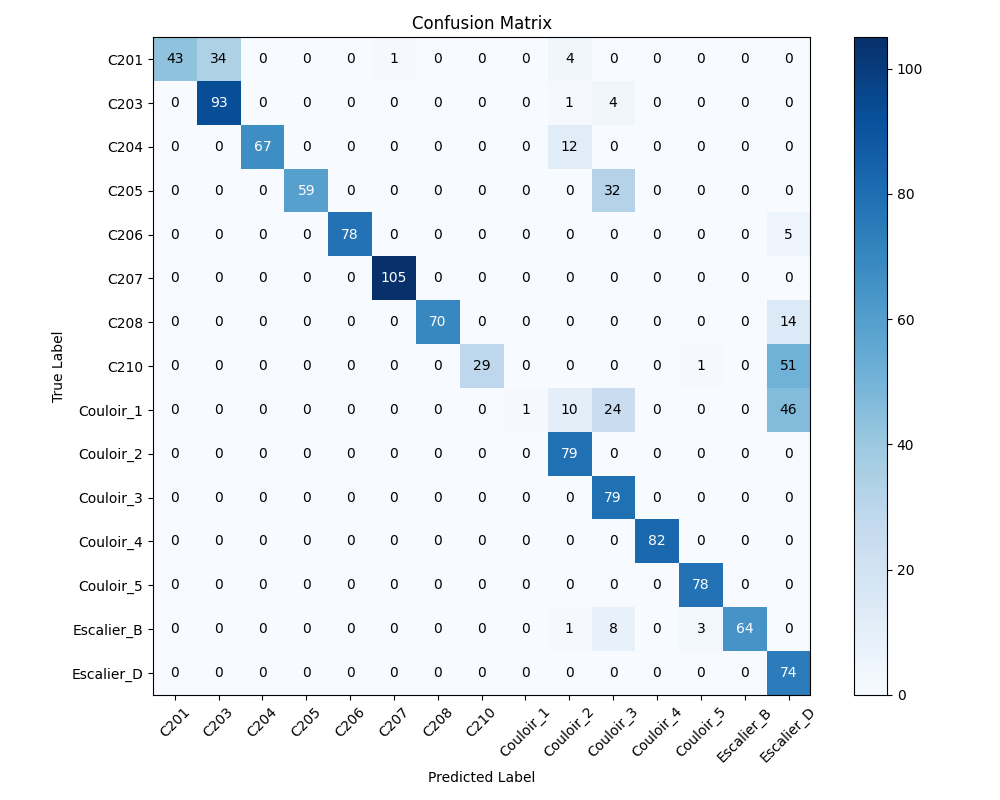 Confusion Matrix
C201 43 34 0 0 0 1 0 0 0 4 0 0 0 0 0
C203 0 93 0 0 0 0 0 0 0 1 4 0 0 0 0
C204 0 0 67 0 0 0 0 0 0 12 0 0 0 0 0
C205 0 0 0 59 0 0 0 0 0 0 32 0 0 0 0
C206 0 0 0 0 78 0 0 0 0 0 0 0 0 0 5
C207 0 0 0 0 0 105 0 0 0 0 0 0 0 0 0
C208 0 0 0 0 0 0 70 0 0 0 0 0 0 0 14
C210 0 0 0 0 0 0 0 29 0 0 0 0 1 0 51
Couloir_1 0 0 0 0 0 0 0 0 1 10 24 0 0 0 46
Couloir_2 0 0 0 0 0 0 0 0 0 79 0 0 0 0 0
Couloir_3 0 0 0 0 0 0 0 0 0 0 79 0 0 0 0
Couloir_4 0 0 0 0 0 0 0 0 0 0 0 82 0 0 0
Couloir_5 0 0 0 0 0 0 0 0 0 0 0 0 78 0 0
Escalier_B 0 0 0 0 0 0 0 0 0 1 8 0 3 64 0
Escalier_D 0 0 0 0 0 0 0 0 0 0 0 0 0 0 74
C201 C203 C204 C205 C206 C207 C208 C210 Couloir_1 Couloir_2 Couloir_3 Couloir_4 Couloir_5 Escalier_B Escalier_D
Predicted Label
True Label
100
80
60
40
20
0